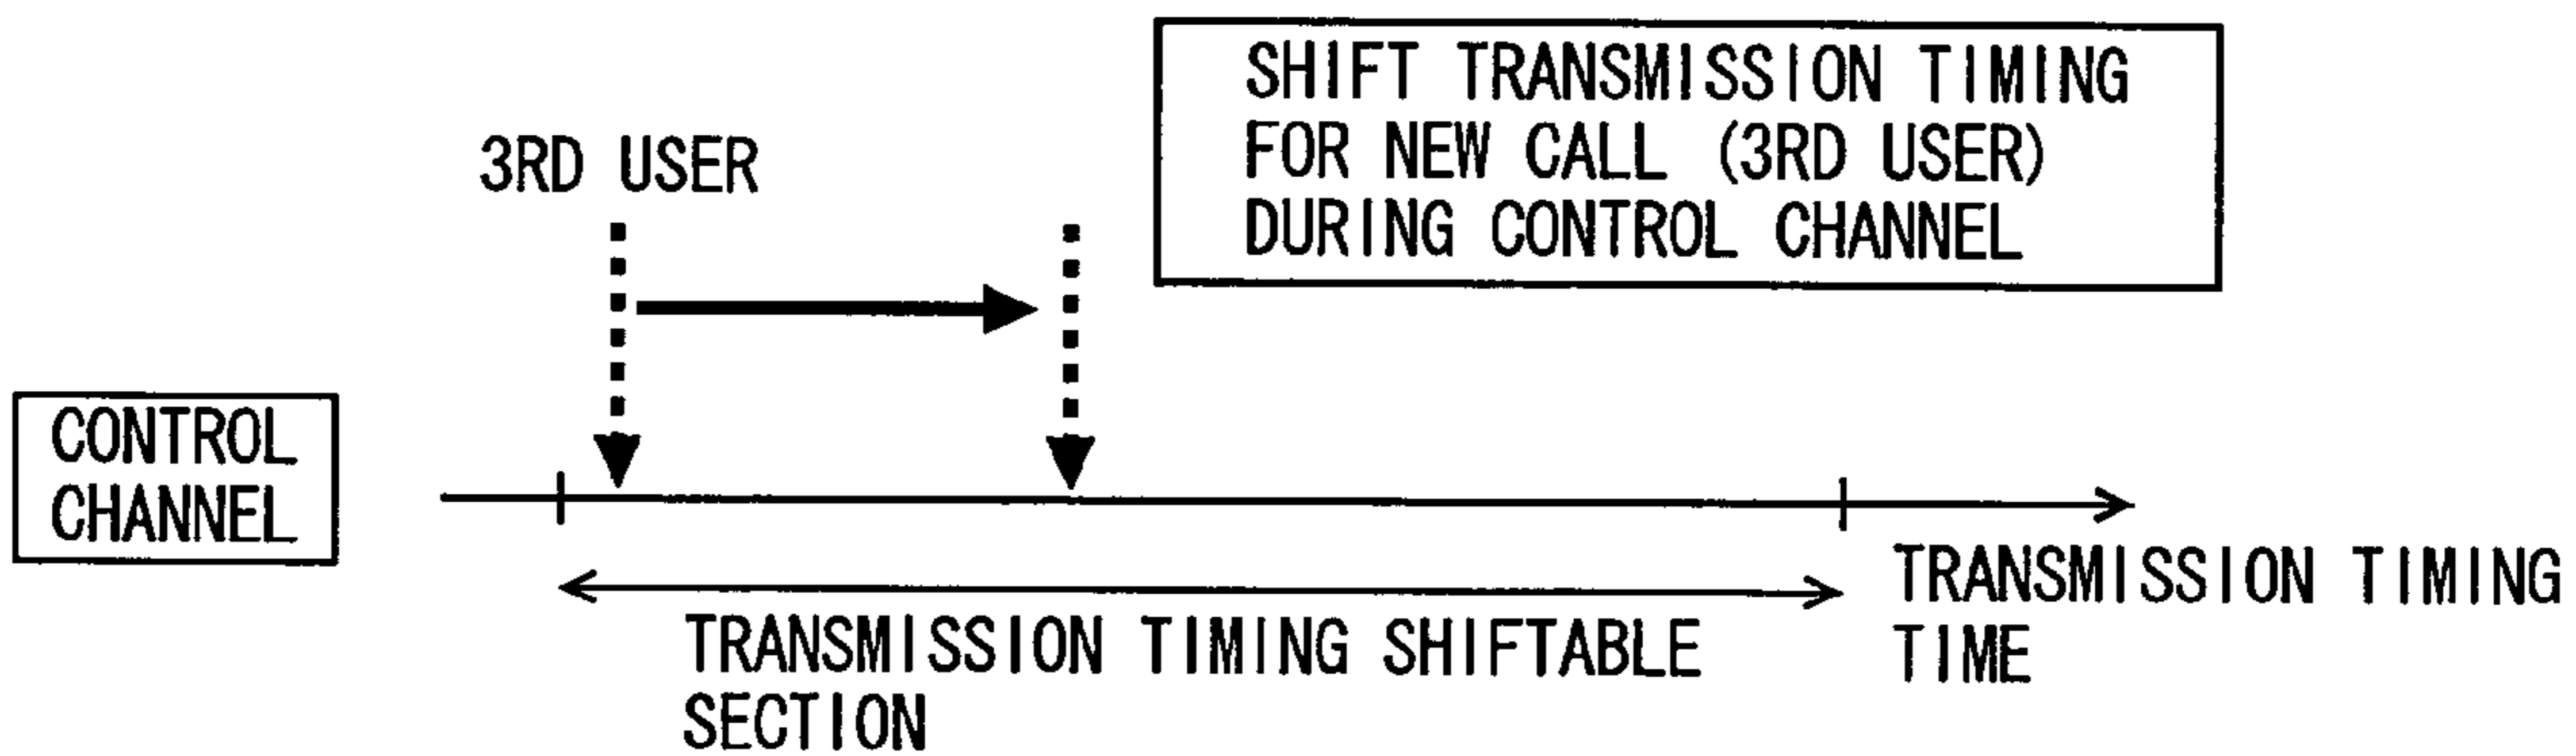 SHIFT TRANSMISSION TIMING
FOR NEW CALL (3RD USER)
DURING CONTROL CHANNEL
3RD USER
CONTROL
CHANNEL
TRANSMISSION TIMING
TIME
TRANSMISSION TIMING SHIFTABLE
SECTION